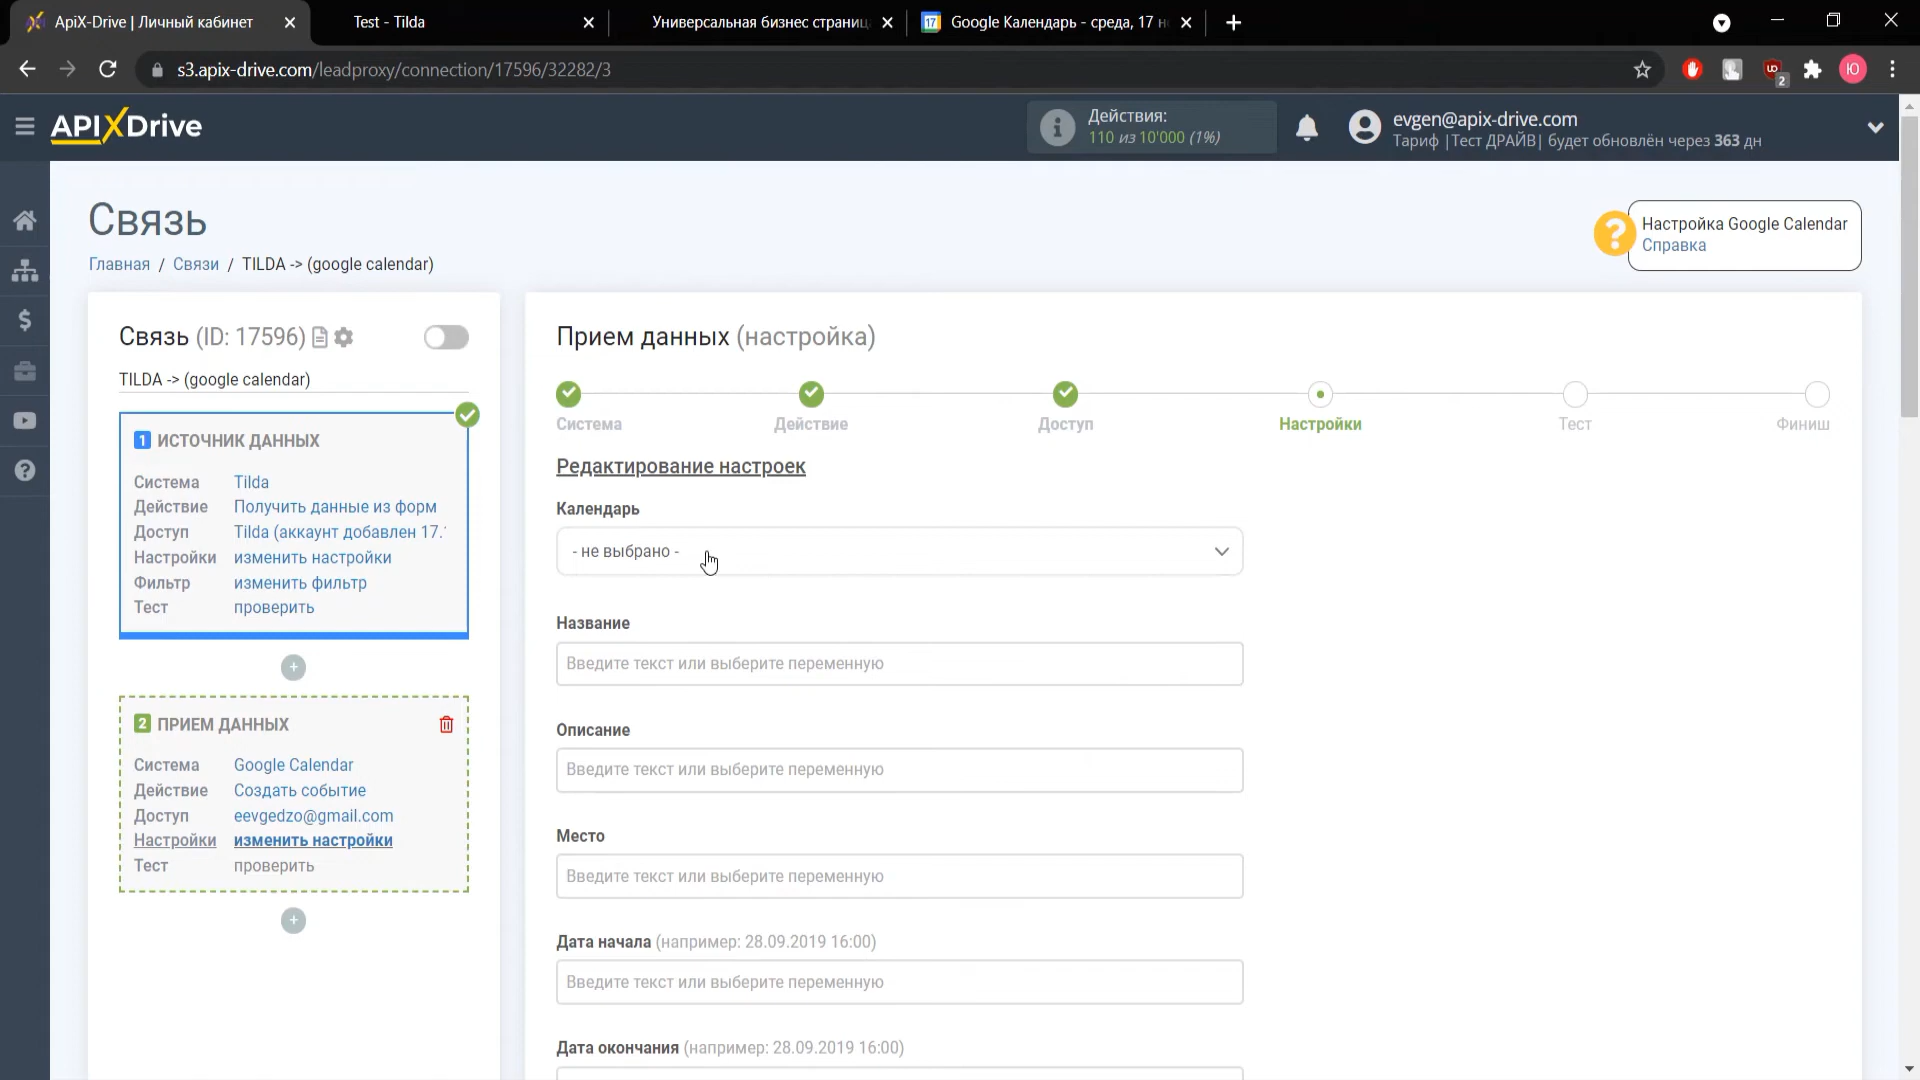 ApiX-Drive | Личный кабинет
Test - Tilda
Универсальная бизнес страниц
17 Google Календарь - среда, 17 н
s3.apix-drive.com/leadproxy/connection/17596/32282/3
2
Ю
APIXDrive
Действия:
110 из 10'000 (1%)
evgen@apix-drive.com
Тариф |Тест ДРАЙВ| будет обновлён через 363 дн
Связь
Главная / Связи / TILDA -> (google calendar)
Настройка Google Calendar
Справка
Связь (ID: 17596)
TILDA -> (google calendar)
1 ИСТОЧНИК ДАННЫХ
Система Tilda
Действие Получить данные из форм
Доступ Tilda (аккаунт добавлен 17.
Настройки изменить настройки
Фильтр изменить фильтр
Тест проверить
2 ПРИЕМ ДАННЫХ
Система Google Calendar
Действие Создать событие
Доступ eevgedzo@gmail.com
Настройки изменить настройки
Тест проверить
Прием данных (настройка)
Система
Действие
Доступ
Настройки
Тест
Финиш
Редактирование настроек
Календарь
- не выбрано -
Название
Введите текст или выберите переменную
Описание
Введите текст или выберите переменную
Место
Введите текст или выберите переменную
Дата начала (например: 28.09.2019 16:00)
Введите текст или выберите переменную
Дата окончания (например: 28.09.2019 16:00)